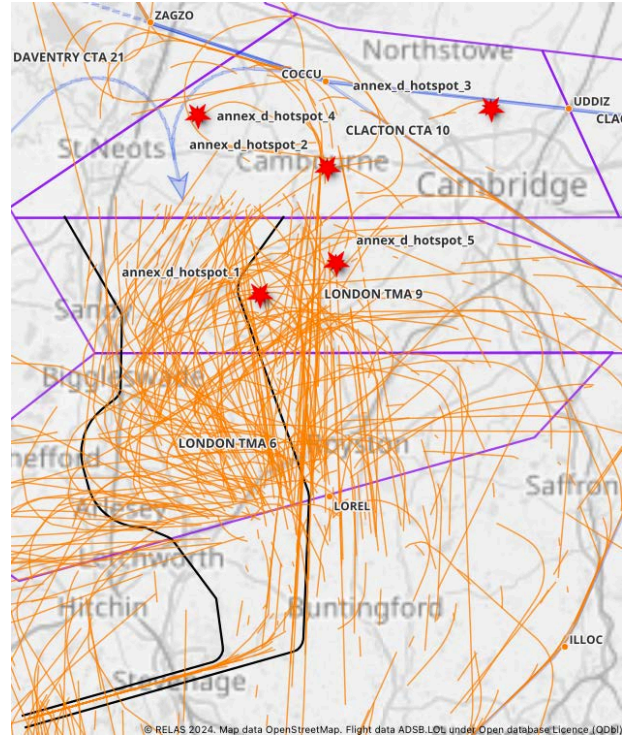 ZAGZO
Northstowe
DAVENTRY CTA 21
COCCU
annex_d_hotspot_3
UDDIZ
annex_d_hotspot_4
CLAC
CLACTON CTA 10
St Neots
annex_d_hotspot_2
Cambourne
Cambridge
annex_d_hotspot_5
annex_d_hotspot_1
LONDON TMA 9
Sandy
Biggleswade
LONDON TMA 6
Royston
hefford
Saffron
Arlesey
LOREL
Letchworth
Hitchin
Buntingford
ILLOC
Stevenage
© RELAS 2024. Map data OpenStreetMap. Flight data ADSB.LOL under Open database Licence (ODbl)